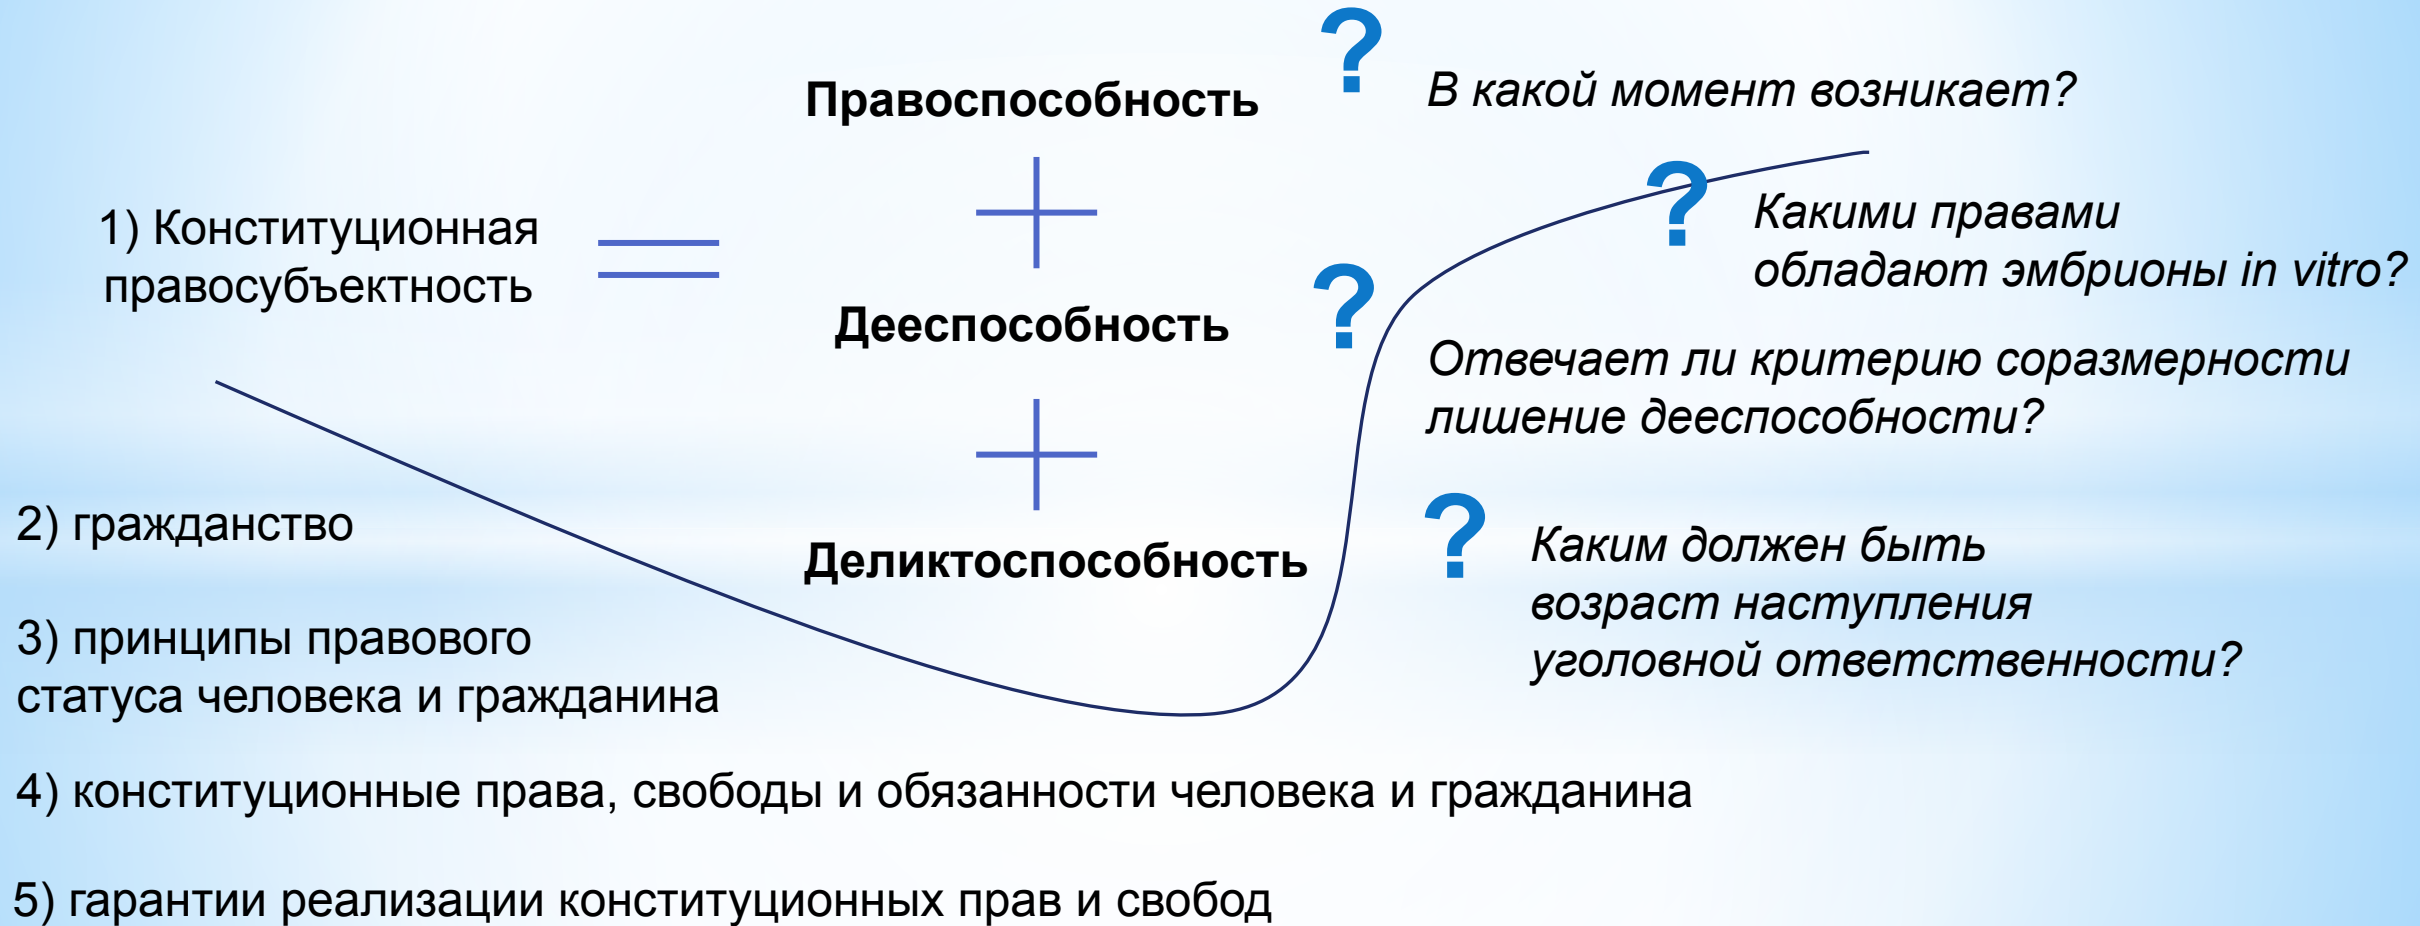 ?
Правоспособность
В какой момент возникает?
?
Какими правами
обладают эмбрионы in vitro?
1) Конституционная
правосубъектность
Дееспособность
?
Отвечает ли критерию соразмерности
лишение дееспособности?
Деликтоспособность
?
Каким должен быть
возраст наступления
уголовной ответственности?
2) гражданство
3) принципы правового
статуса человека и гражданина
4) конституционные права, свободы и обязанности человека и гражданина
5) гарантии реализации конституционных прав и свобод